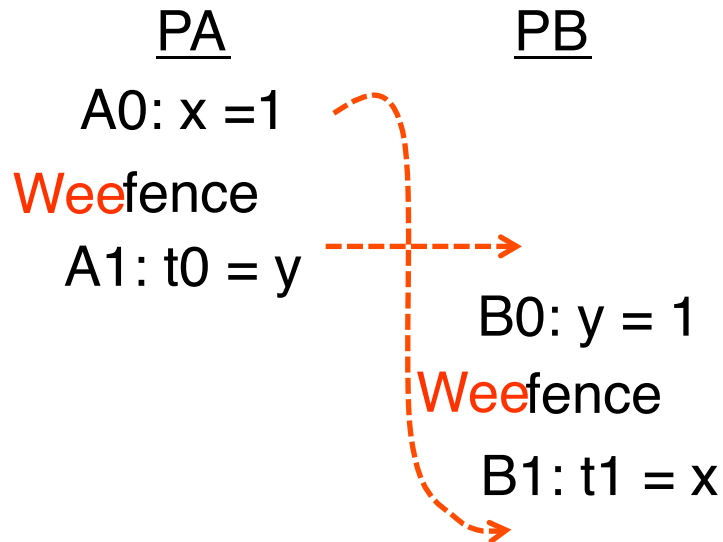 PA
A0: x =1
Weefence
A1: t0 = y
PB
B0: y = 1
Weefence
B1: t1 = x